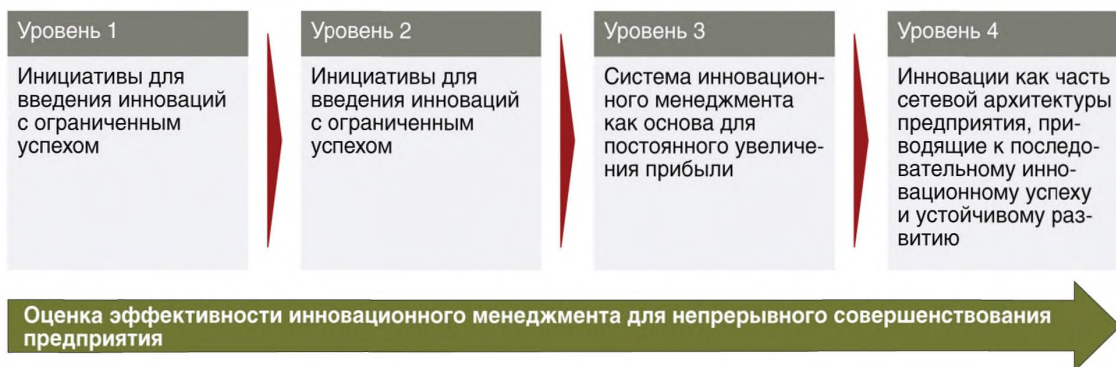 Уровень 1
Инициативы для
введения инноваций
с ограниченным
успехом
Уровень 2
Инициативы для
введения инноваций
с ограниченным
успехом
Уровень 3
Система инновацион-
ного менеджмента
как основа для
постоянного увеличе-
ния прибыли
Уровень 4
Инновации как часть
сетевой архитектуры
предприятия, при-
водящие к последо-
вательному инно-
вационному успеху
и устойчивому раз-
витию
Оценка эффективности инновационного менеджмента для непрерывного совершенствования
предприятия